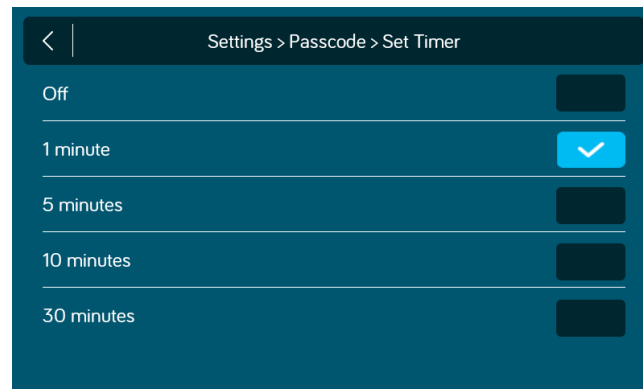 Settings > Passcode > Set Timer
Off
1 minute
5 minutes
10 minutes
30 minutes